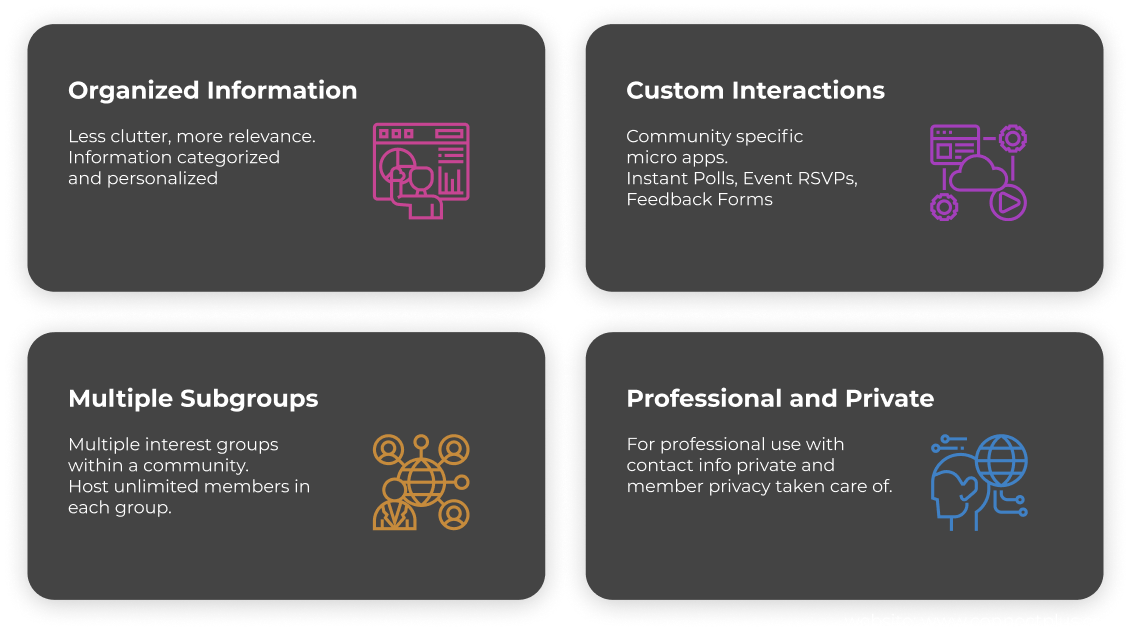 Organized Information
Less clutter, more relevance.
Information categorized
and personalized
Custom Interactions
Community specific
micro apps.
Instant Polls, Event RSVPs,
Feedback Forms
Multiple Subgroups
Multiple interest groups
within a community.
Host unlimited members in
each group.
Professional and Private
For professional use with
contact info private and
member privacy taken care of.